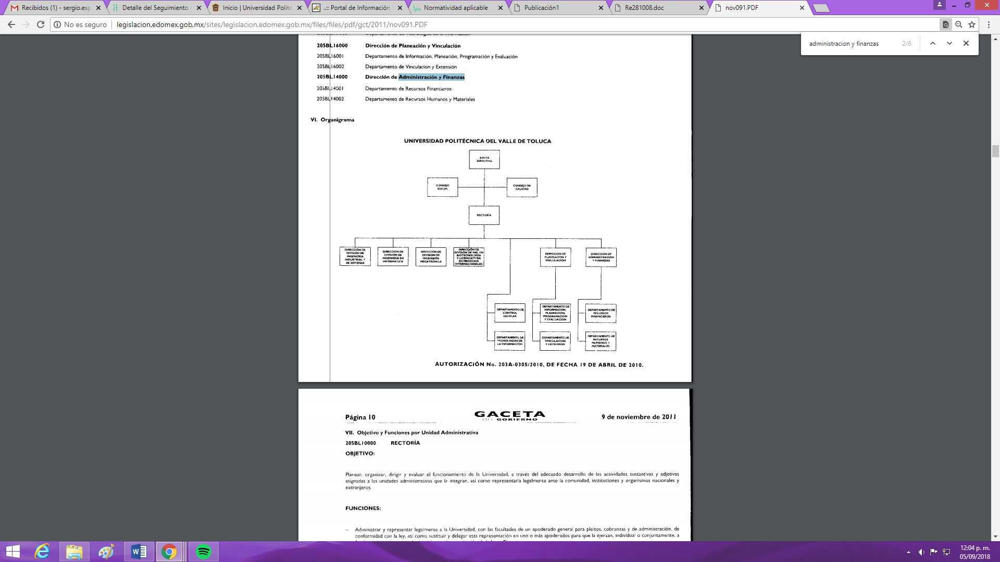 Recibidos (1) - sergio.esp
Detalle del Seguimiento
Inicio | Universidad Polité
..:: Portal de Información
Normatividad aplicable
Publicación1
Re281008.doc
nov091.PDF
No es seguro
legislacion.edomex.gob.mx/sites/legislacion.edomex.gob.mx/files/files/pdf/gct/2011/nov091.PDF
administracion y finanzas 2/6
Departamento de Tecnologías de la Información
205BL16000 Dirección de Planeación y Vinculación
205BL16001 Departamento de Información, Planeación, Programación y Evaluación
205BL16002 Departamento de Vinculación y Extensión
205BL14000 Dirección de Administración y Finanzas
205BL14001 Departamento de Recursos Financieros
205BL14002 Departamento de Recursos Humanos y Materiales
VI. Organigrama
UNIVERSIDAD POLITÉCNICA DEL VALLE DE TOLUCA
JUNTA
DIRECTIVA
CONSEJO
SOCIAL
CONSEJO DE
CALIDAD
RECTORÍA
DIRECCIÓN DE
DIVISIÓN DE
INGENIERÍA
INDUSTRIAL Y
DE SISTEMAS
DIRECCIÓN DE
DIVISIÓN DE
INGENIERÍA EN
INFORMÁTICA
DIRECCIÓN DE
DIVISIÓN DE
INGENIERÍA
MECATRÓNICA
DIRECCIÓN DE
DIVISIÓN DE ING. EN
BIOTECNOLOGÍA
Y LICENCIATURA
EN NEGOCIOS
INTERNACIONALES
DIRECCIÓN DE
PLANEACIÓN Y
VINCULACIÓN
DIRECCIÓN DE
ADMINISTRACIÓN
Y FINANZAS
DEPARTAMENTO DE
CONTROL
ESCOLAR
DEPARTAMENTO DE
INFORMACIÓN,
PLANEACIÓN,
PROGRAMACIÓN
Y EVALUACIÓN
DEPARTAMENTO DE
RECURSOS
FINANCIEROS
DEPARTAMENTO DE
TECNOLOGÍAS DE
LA INFORMACIÓN
DEPARTAMENTO DE
VINCULACIÓN
Y EXTENSIÓN
DEPARTAMENTO DE
RECURSOS
HUMANOS Y
MATERIALES
AUTORIZACIÓN No. 203A-0305/2010, DE FECHA 19 DE ABRIL DE 2010.
Página 10
GACETA
DEL GOBIERNO
9 de noviembre de 2011
VII. Objetivo y Funciones por Unidad Administrativa
205BL10000 RECTORÍA
OBJETIVO:
Planear, organizar, dirigir y evaluar el funcionamiento de la Universidad, a través del adecuado desarrollo de las actividades sustantivas y adjetivas
asignadas a las unidades administrativas que la integran, así como representarla legalmente ante la comunidad, instituciones y organismos nacionales y
extranjeros.
FUNCIONES:
– Administrar y representar legalmente a la Universidad, con las facultades de un apoderado general para pleitos, cobranzas y de administración, de
conformidad con la ley, así como sustituir y delegar esta representación en uno o más apoderados para que la ejerzan, individual o conjuntamente, a
12:04 p. m.
05/09/2018